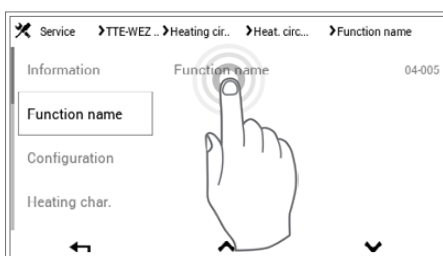 Service >TTE-WEZ .. >Heating cir.. >Heat. circ... >Function name
Information Function name 04-005
Function name
Configuration
Heating char.